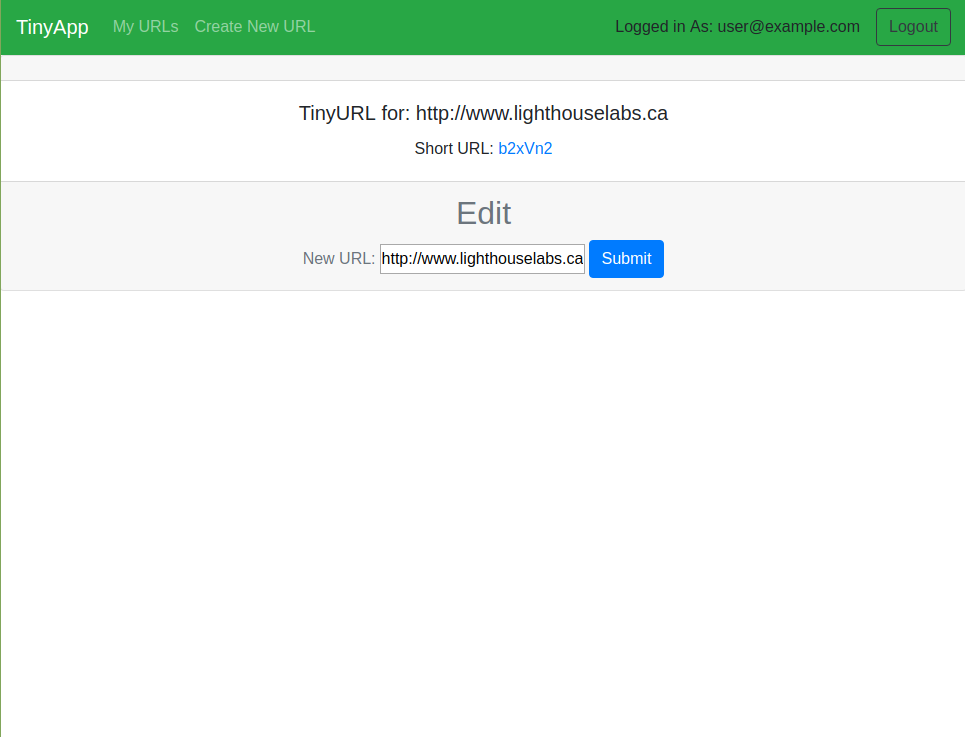 TinyApp My URLs Create New URL Logged in As: user@example.com Logout
TinyURL for: http://www.lighthouselabs.ca
Short URL: b2xVn2
Edit
New URL: http://www.lighthouselabs.ca Submit